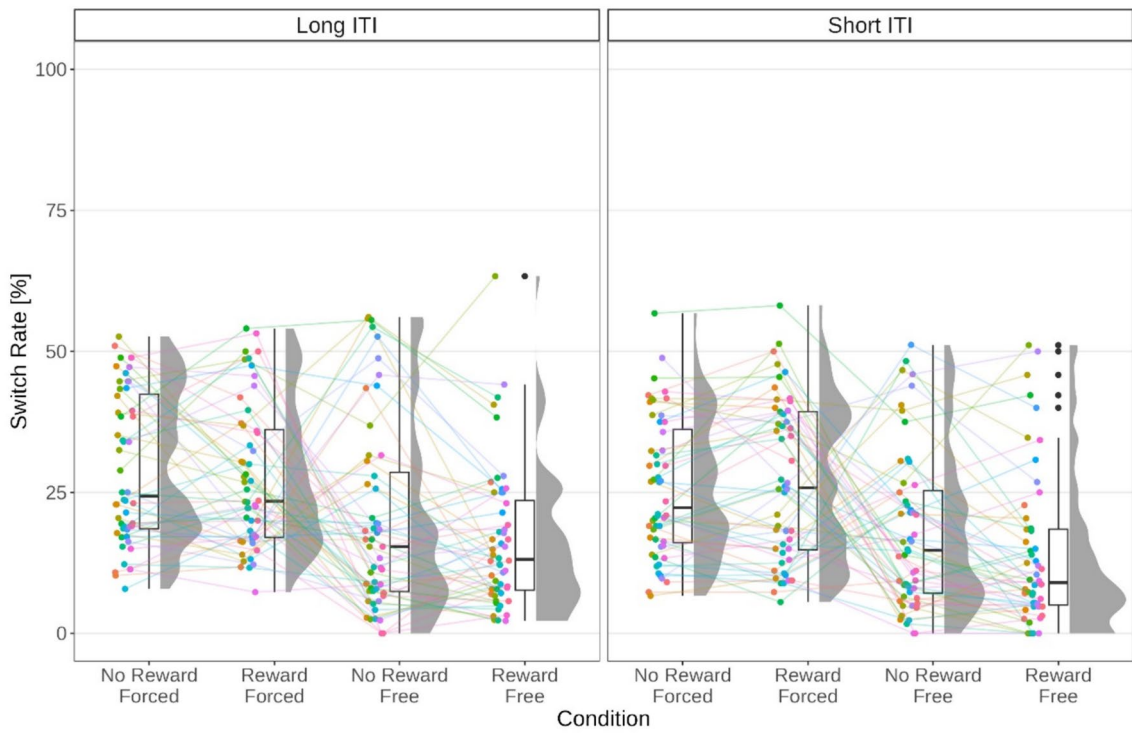 Long ITI
Short ITI
Switch Rate [%]
100
75
50
25
0
No Reward
Forced
Reward
Forced
No Reward
Free
Reward
Free
No Reward
Forced
Reward
Forced
No Reward
Free
Reward
Free
Condition